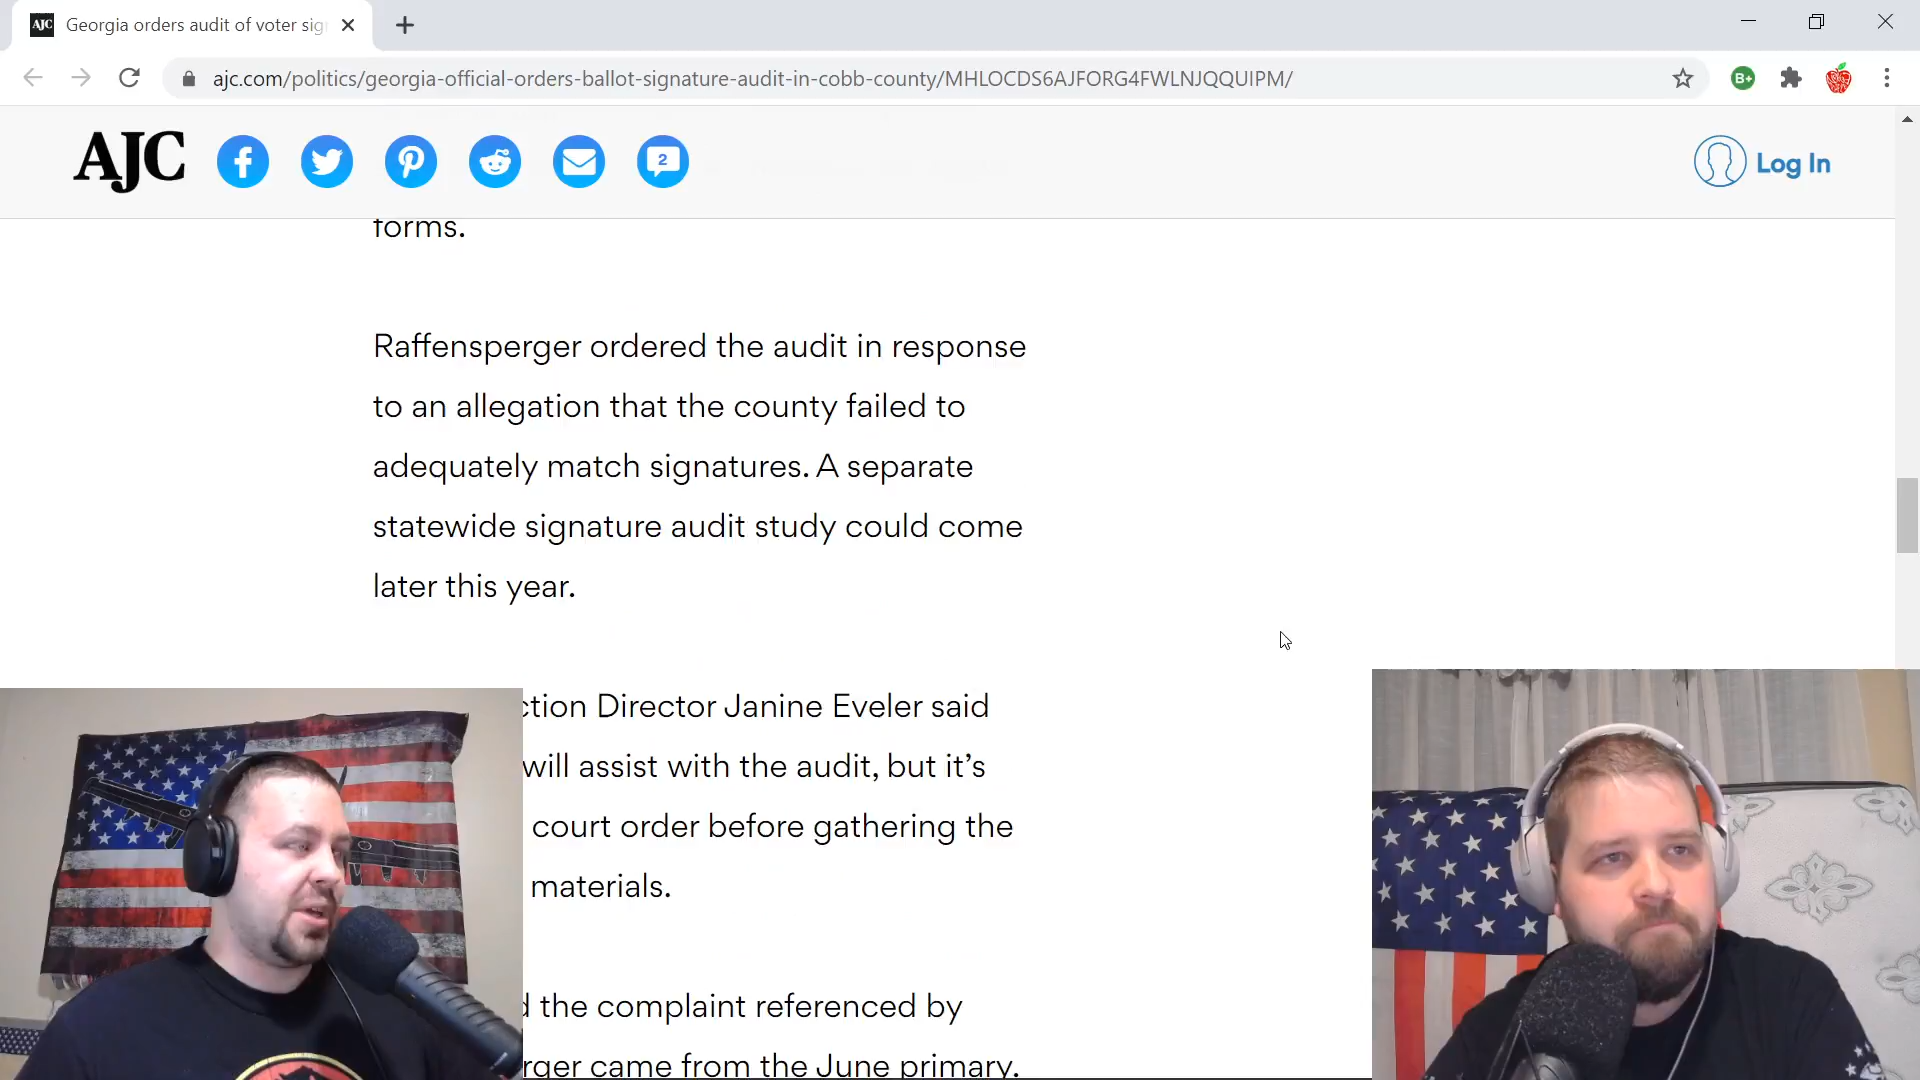 AJC Georgia orders audit of voter sig
ajc.com/politics/georgia-official-orders-ballot-signature-audit-in-cobb-county/MHLOCDS6AJFORG4FWLNJQQUIPM/
B+
AJC
2
Log In
forms.
Raffensperger ordered the audit in response
to an allegation that the county failed to
adequately match signatures. A separate
statewide signature audit study could come
later this year.
ction Director Janine Eveler said
will assist with the audit, but it's
court order before gathering the
materials.
the complaint referenced by
rger came from the June primary.